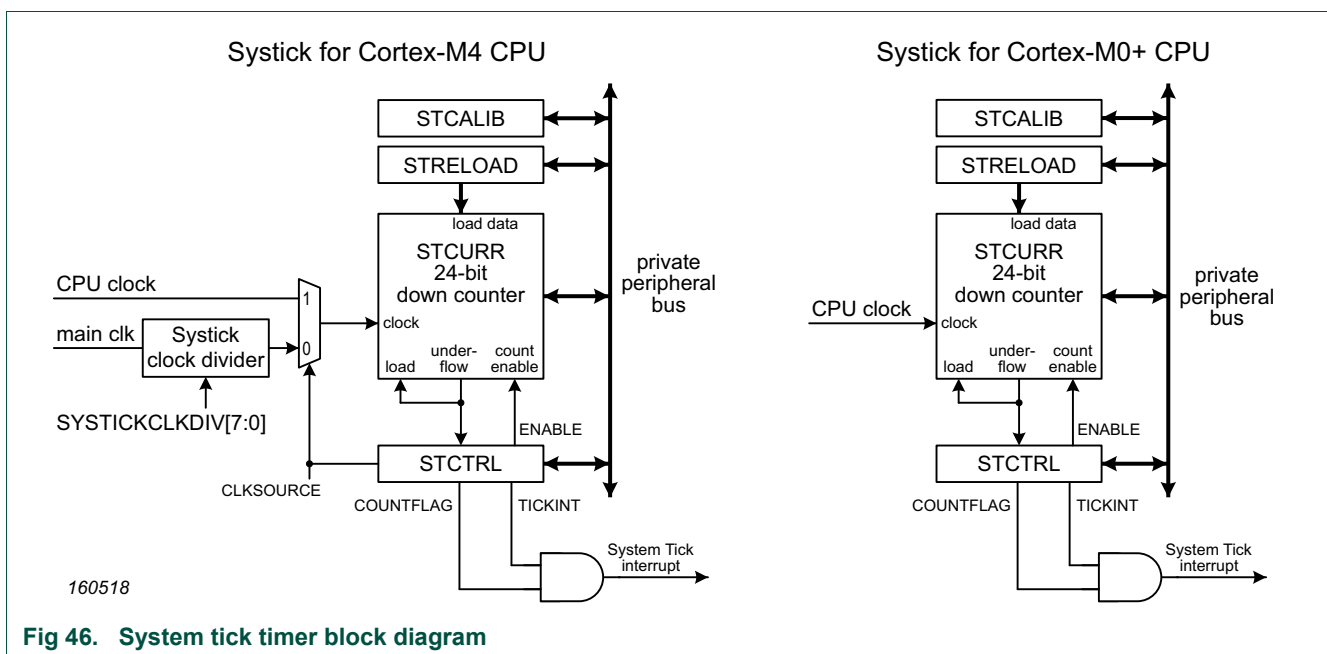 Systick for Cortex-M4 CPU
STCALIB
STRELOAD
load data
STCURR
24-bit
down counter
CPU clock
1
main clk
Systick
clock divider
0
clock
load
under-
flow
count
enable
private
peripheral
bus
SYSTICKCLKDIV[7:0]
ENABLE
STCTRL
CLKSOURCE
COUNTFLAG
TICKINT
System Tick
interrupt
160518
Systick for Cortex-M0+ CPU
STCALIB
STRELOAD
load data
STCURR
24-bit
down counter
CPU clock
clock
load
under-
flow
count
enable
private
peripheral
bus
ENABLE
STCTRL
COUNTFLAG
TICKINT
System Tick
interrupt
Fig 46. System tick timer block diagram